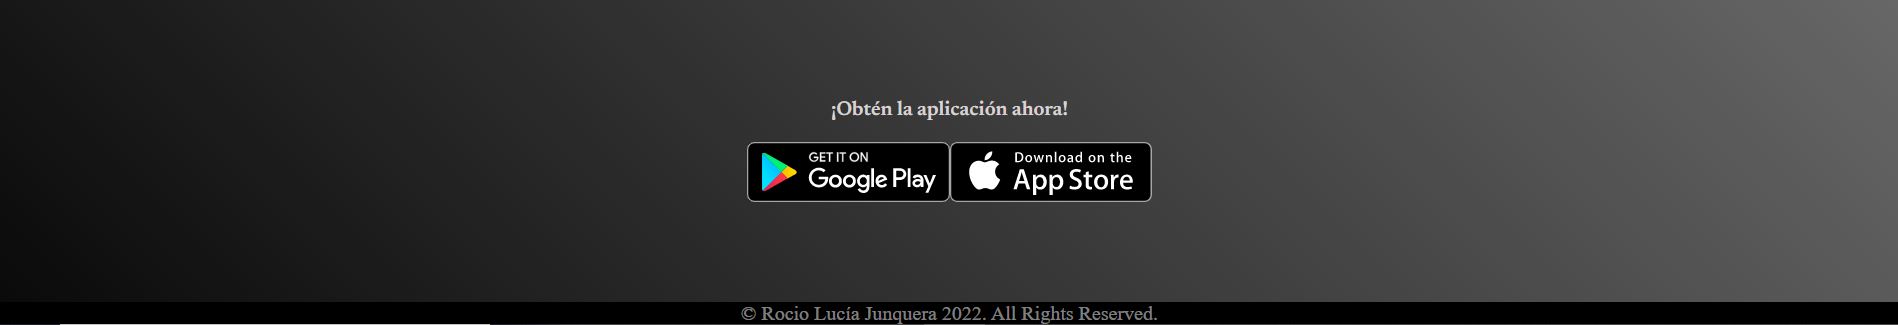 ¡Obtén la aplicación ahora!
GET IT ON
Google Play
Download on the
App Store
© Rocio Lucía Junquera 2022. All Rights Reserved.